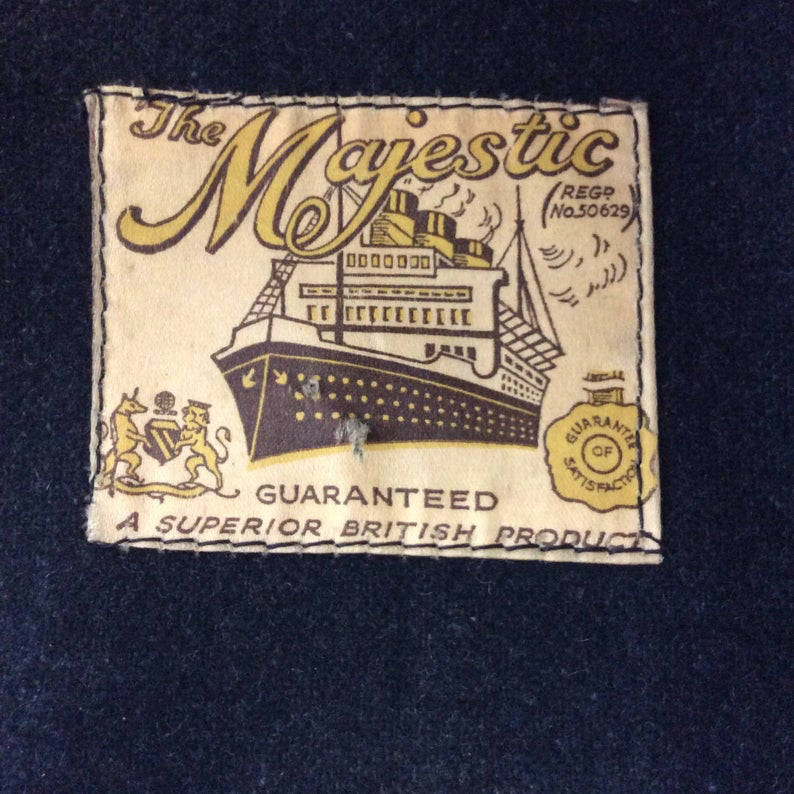 The Majestic
(REGD
No.50629)
GUARANTEE
OF
SATISFACTION
GUARANTEED
A SUPERIOR BRITISH PRODUCT